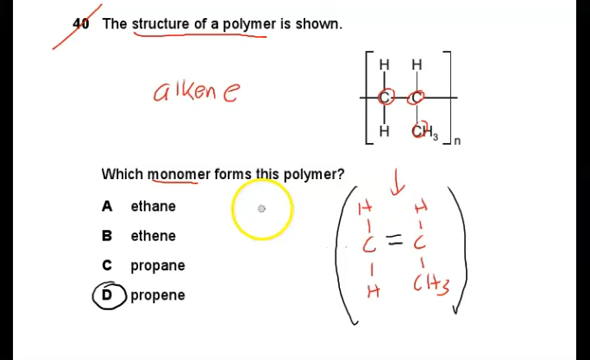 40 The structure of a polymer is shown.
alkene
H H
C C
H CH3
n
Which monomer forms this polymer?
A ethane
B ethene
C propane
D propene
H H
C = C
H CH3